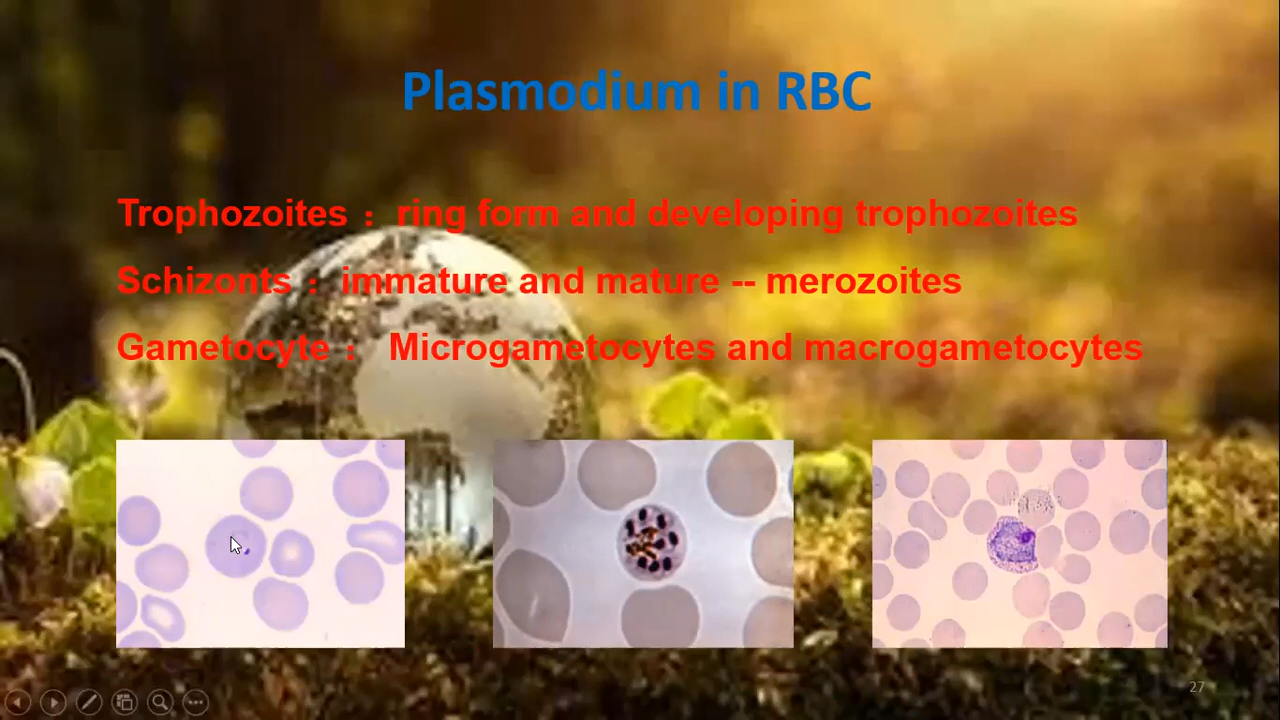 Plasmodium in RBC
Trophozoites ：ring form and developing trophozoites
Schizonts ：immature and mature -- merozoites
Gametocyte ： Microgametocytes and macrogametocytes
27